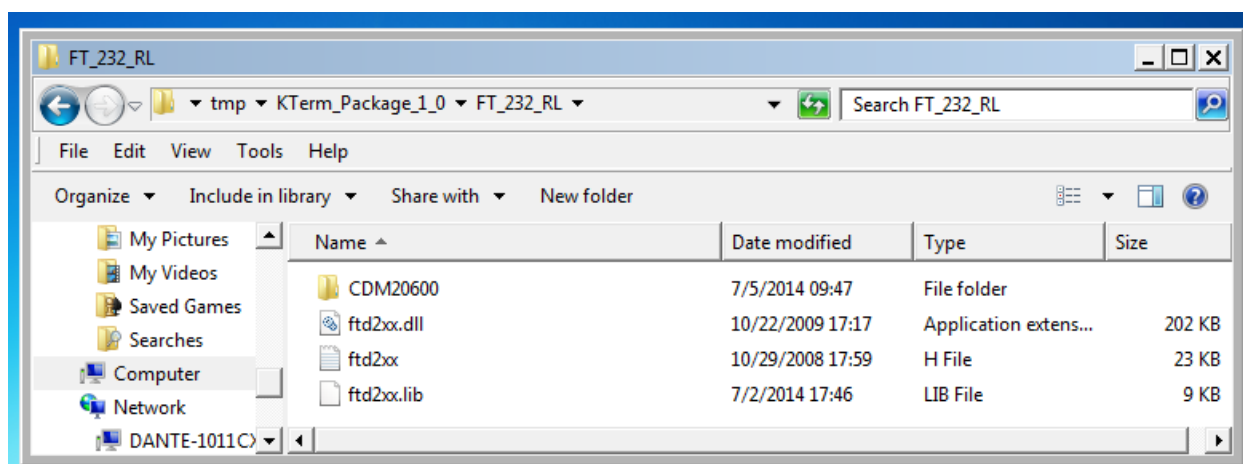 FT_232_RL
tmp KTerm_Package_1_0 FT_232_RL Search FT_232_RL
File Edit View Tools Help
Organize Include in library Share with New folder
My Pictures
My Videos
Saved Games
Searches
Computer
Network
DANTE-1011C
Name Date modified Type Size
CDM20600 7/5/2014 09:47 File folder
ftd2xx.dll 10/22/2009 17:17 Application extens... 202 KB
ftd2xx 10/29/2008 17:59 H File 23 KB
ftd2xx.lib 7/2/2014 17:46 LIB File 9 KB